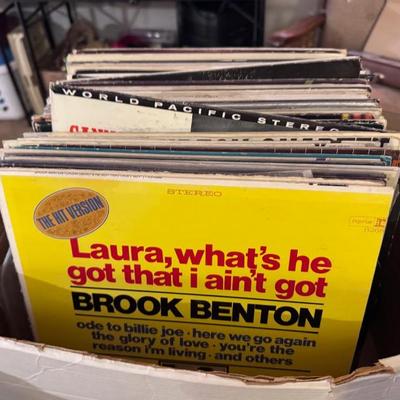 WORLD PACIFIC STEREO
STEREO
THE HIT VERSION
Laura, what's he
got that i ain't got
BROOK BENTON
ode to billie joe · here we go again
the glory of love · you're the
reason i'm living · and others